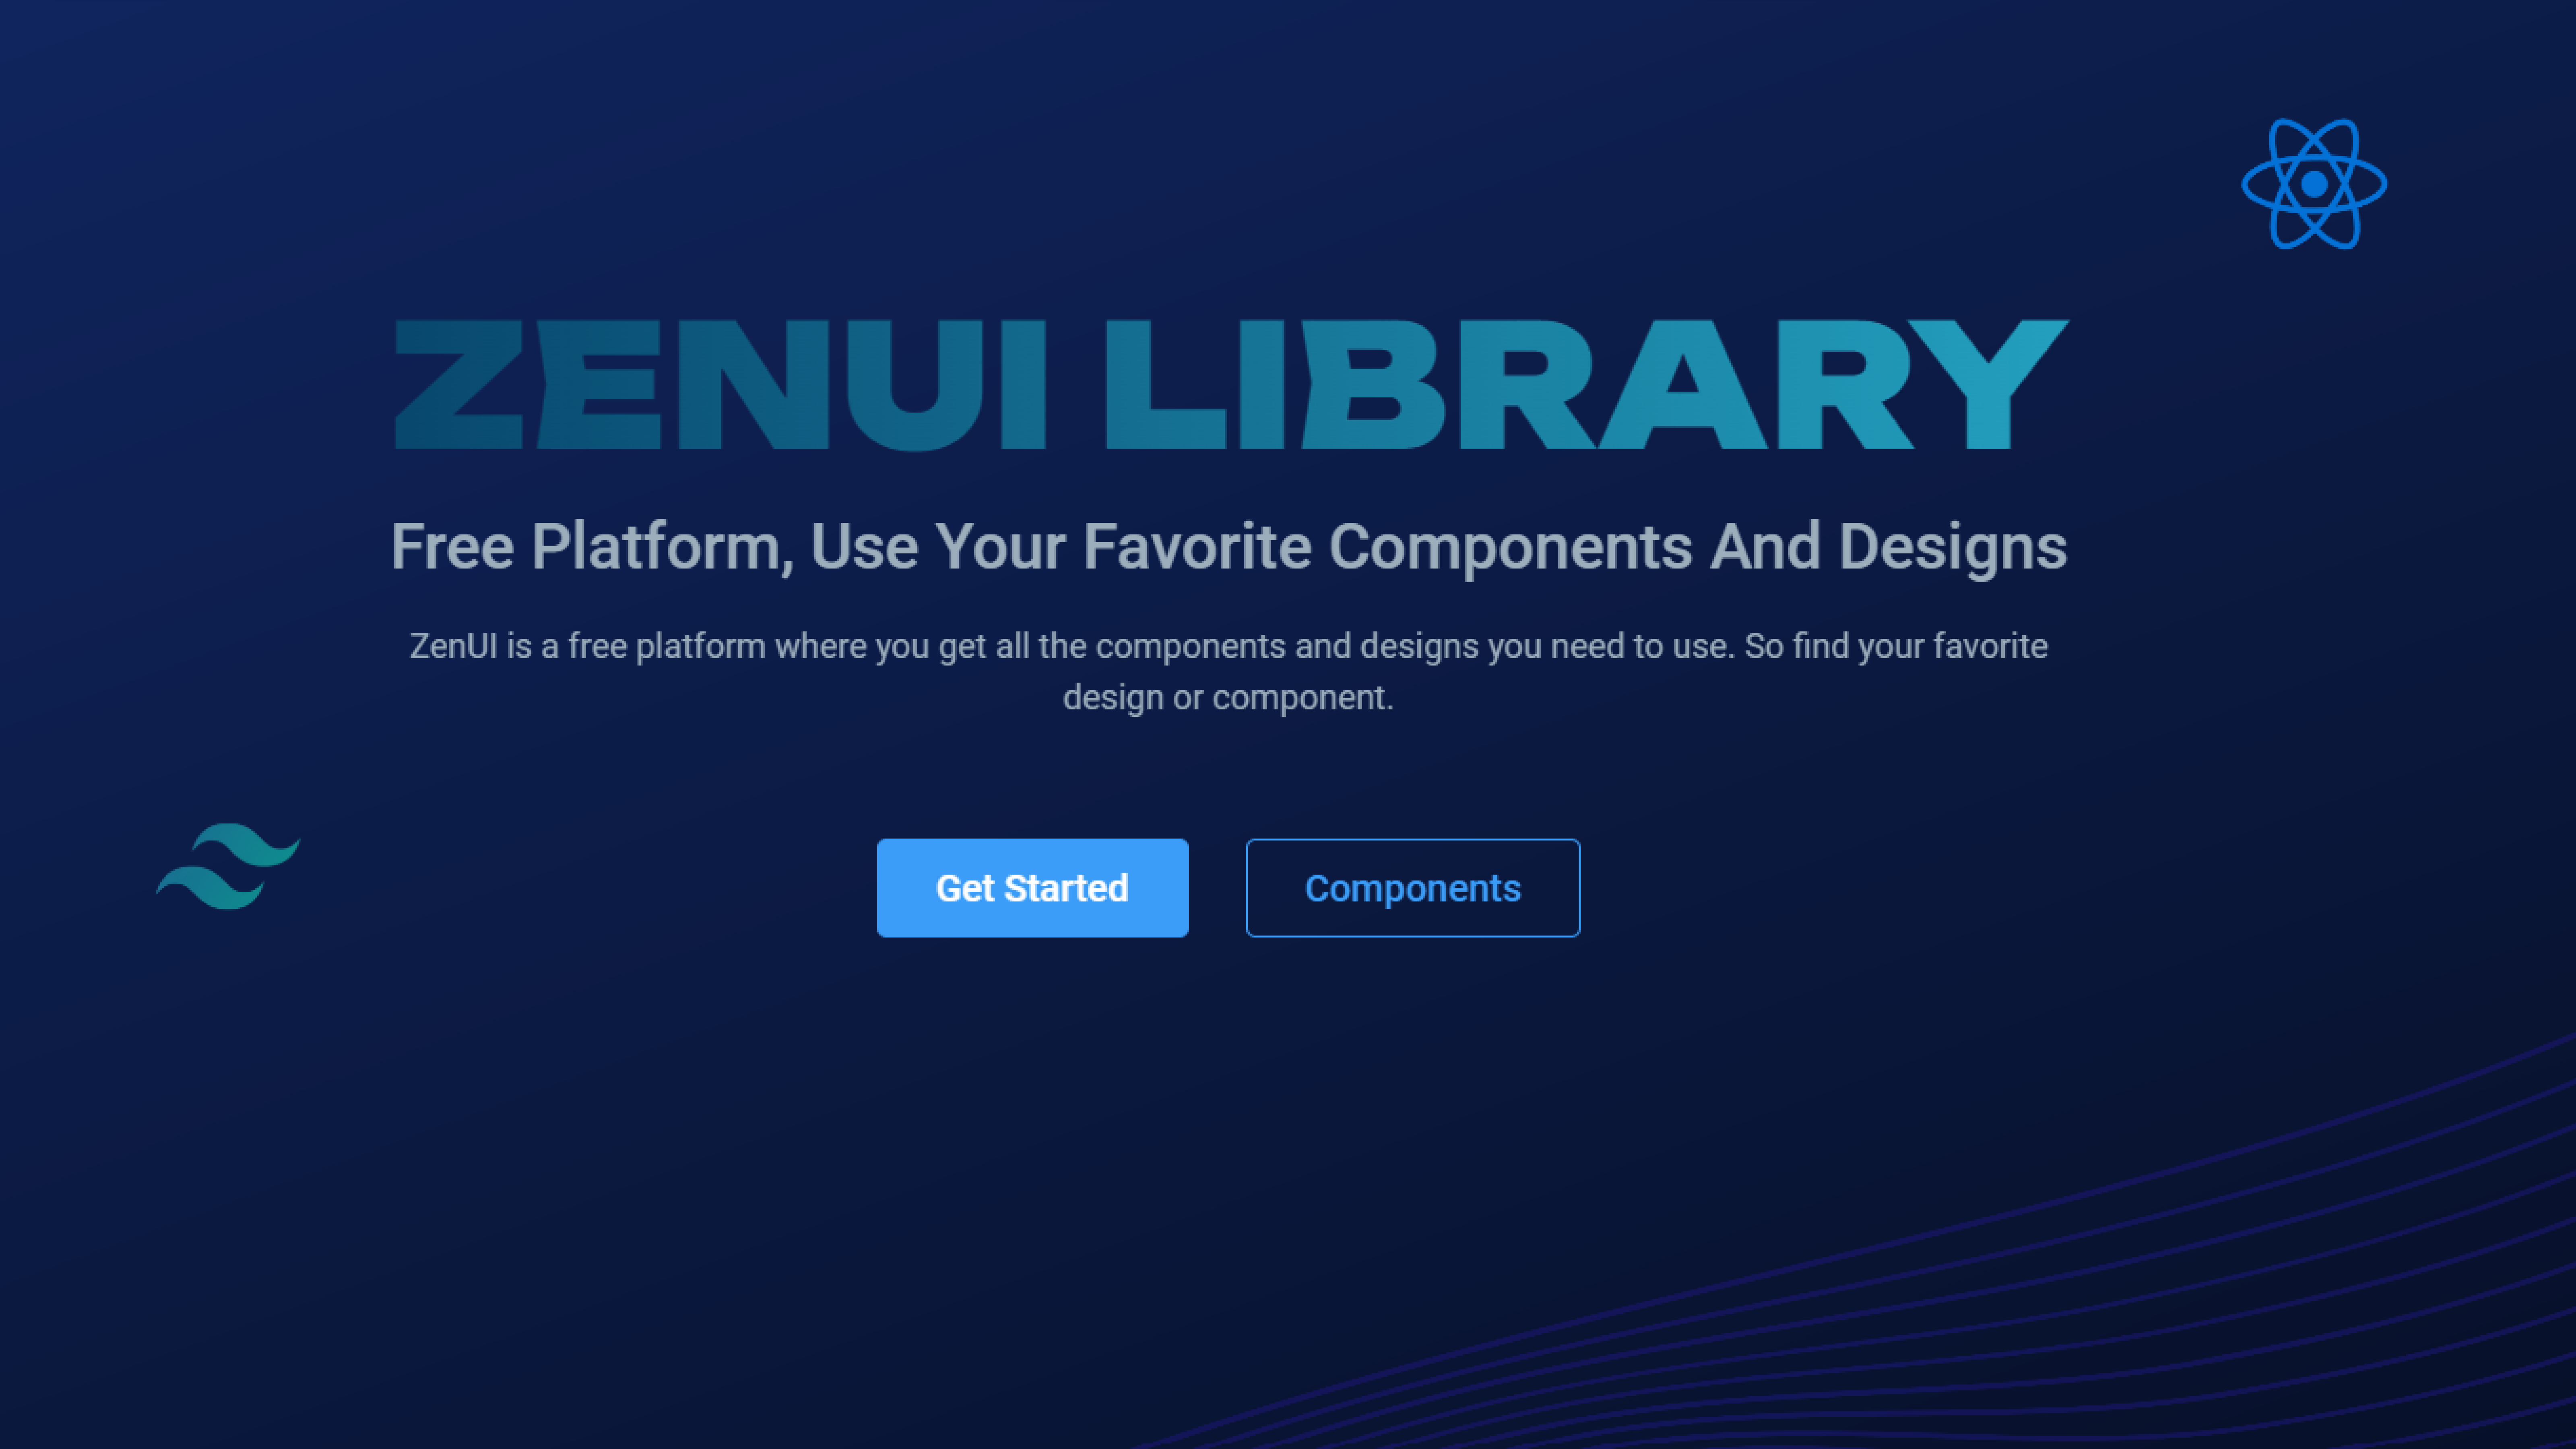 ZENUI LIBRARY
Free Platform, Use Your Favorite Components And Designs
ZenUI is a free platform where you get all the components and designs you need to use. So find your favorite
design or component.
Get Started
Components